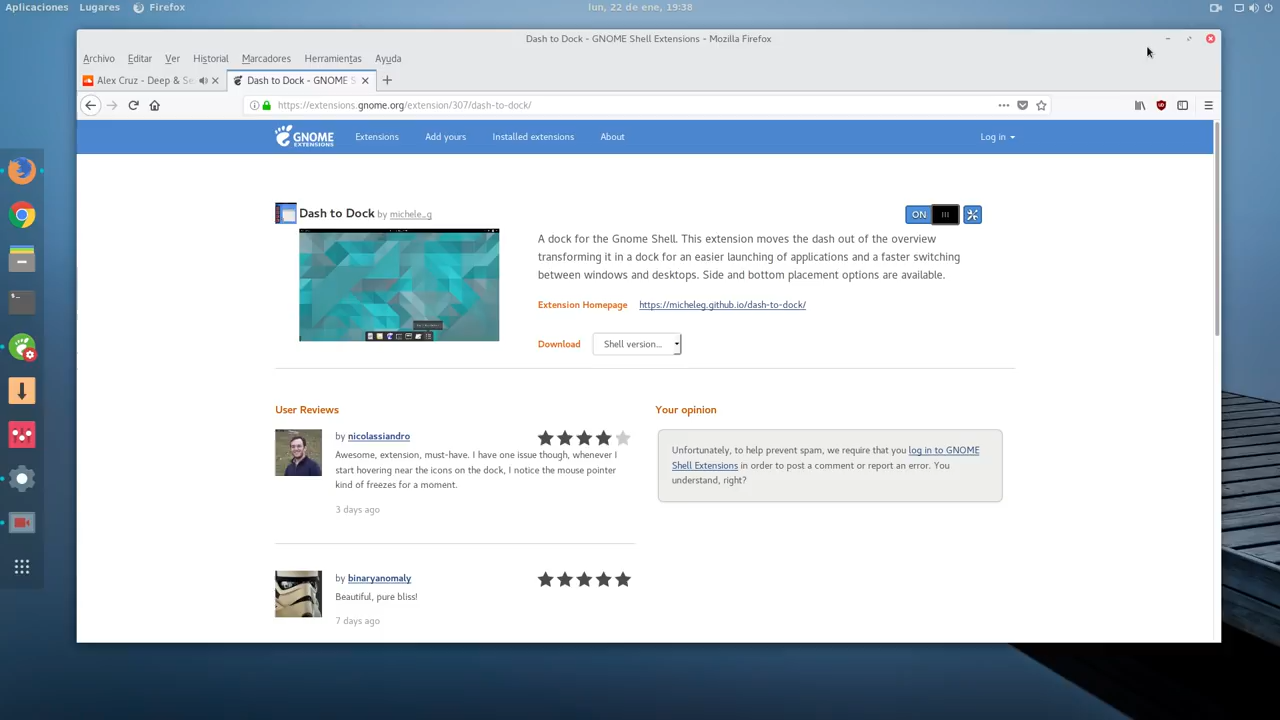 Aplicaciones Lugares Firefox lun, 22 de ene, 19:38
Dash to Dock - GNOME Shell Extensions - Mozilla Firefox
Archivo Editar Ver Historial Marcadores Herramientas Ayuda
Alex Cruz - Deep & Se Dash to Dock - GNOME S
https://extensions.gnome.org/extension/307/dash-to-dock/
GNOME EXTENSIONS Extensions Add yours Installed extensions About Log in
Dash to Dock by michele_g ON
A dock for the Gnome Shell. This extension moves the dash out of the overview
transforming it in a dock for an easier launching of applications and a faster switching
between windows and desktops. Side and bottom placement options are available.
Extension Homepage https://micheleg.github.io/dash-to-dock/
Download Shell version...
User Reviews
by nicolassiandro
Awesome, extension, must-have. I have one issue though, whenever I
start hovering near the icons on the dock, I notice the mouse pointer
kind of freezes for a moment.
3 days ago
by binaryanomaly
Beautiful, pure bliss!
7 days ago
Your opinion
Unfortunately, to help prevent spam, we require that you log in to GNOME
Shell Extensions in order to post a comment or report an error. You
understand, right?